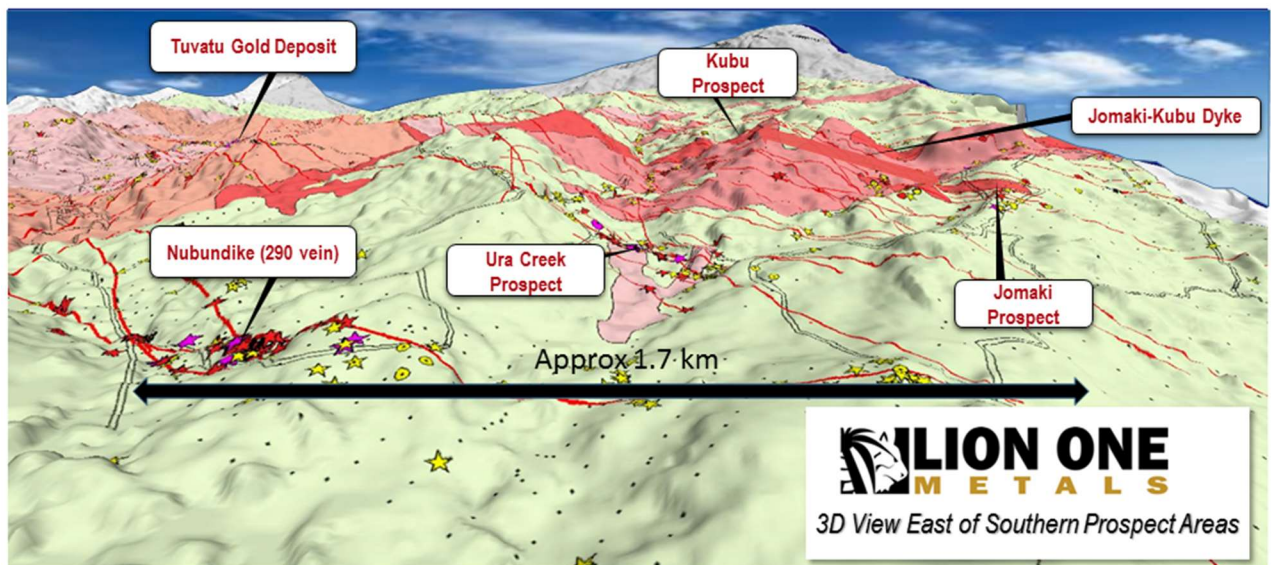 Tuvatu Gold Deposit
Kubu
Prospect
Jomaki-Kubu Dyke
Nubundike (290 vein)
Ura Creek
Prospect
Jomaki
Prospect
Approx 1.7 km
LION ONE
METALS
3D View East of Southern Prospect Areas